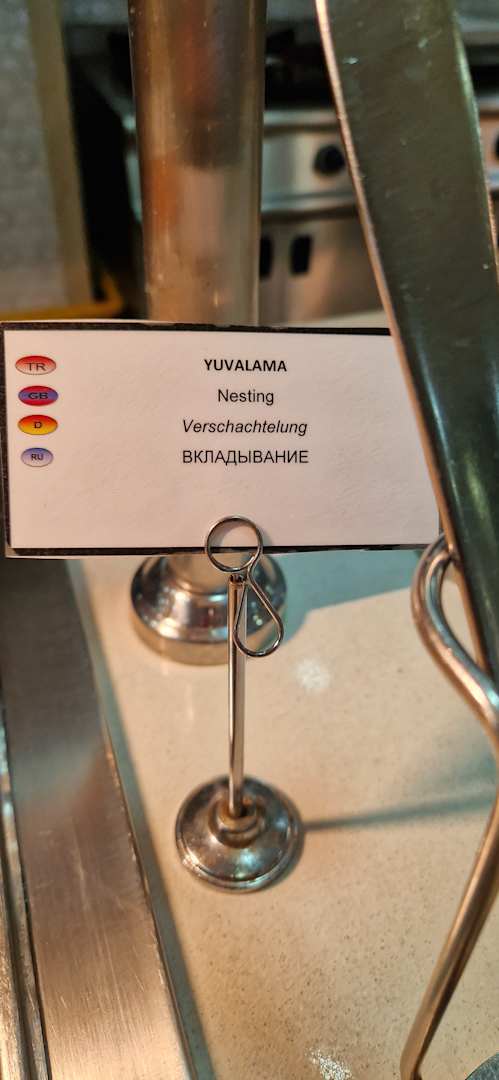 TR YUVALAMA
GB Nesting
D Verschachtelung
RU ВКЛАДЫВАНИЕ